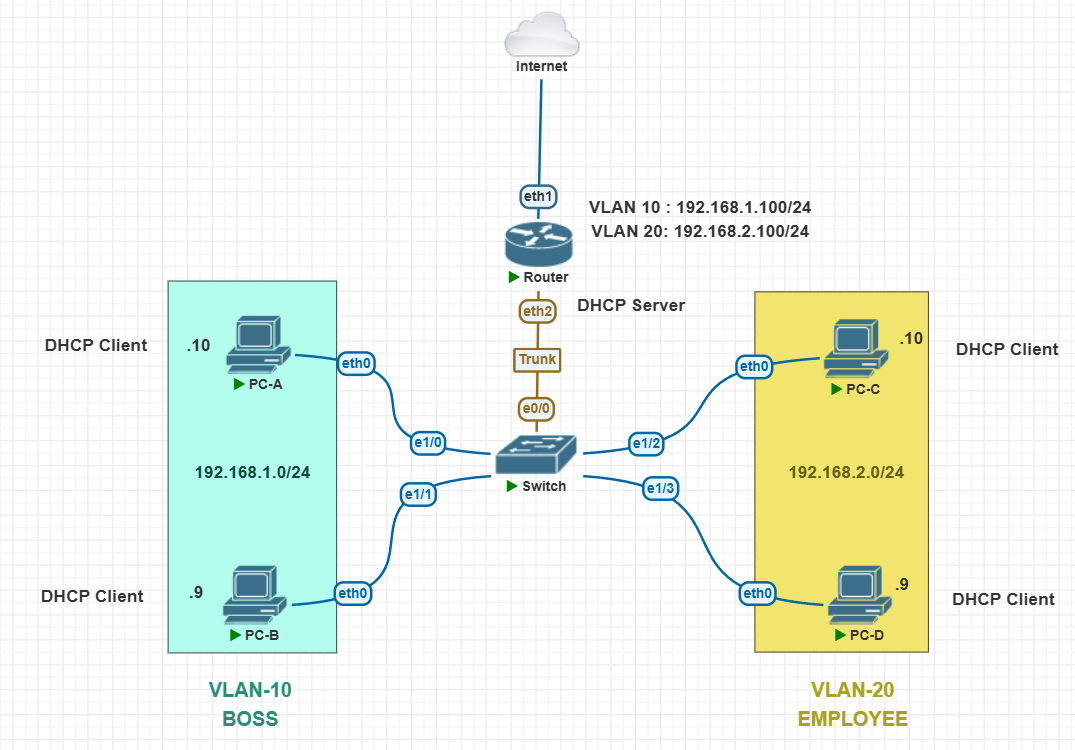 Internet
eth1
VLAN 10 : 192.168.1.100/24
VLAN 20: 192.168.2.100/24
Router
eth2
DHCP Server
Trunk
e0/0
Switch
DHCP Client
.10
PC-A
eth0
e1/0
192.168.1.0/24
e1/1
DHCP Client
.9
PC-B
eth0
VLAN-10
BOSS
.10
DHCP Client
PC-C
eth0
e1/2
192.168.2.0/24
e1/3
eth0
.9
DHCP Client
PC-D
VLAN-20
EMPLOYEE